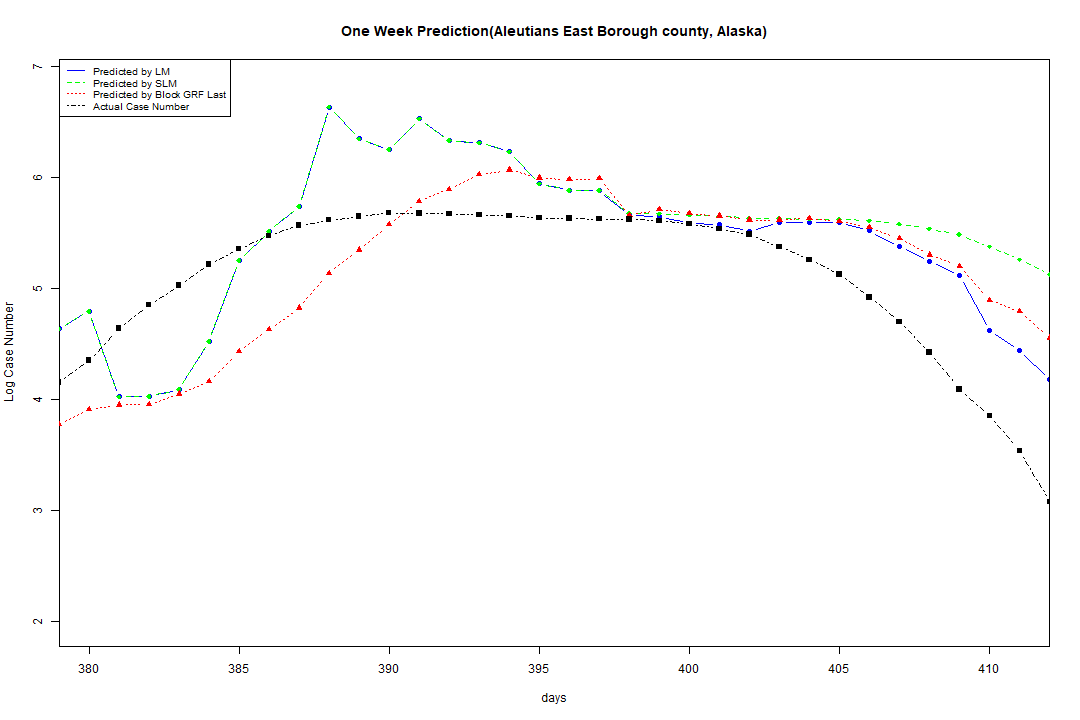 One Week Prediction(Aleutians East Borough county, Alaska)
Predicted by LM
Predicted by SLM
Predicted by Block GRF Last
Actual Case Number
7
6
5
4
3
2
Log Case Number
380 385 390 395 400 405 410
days